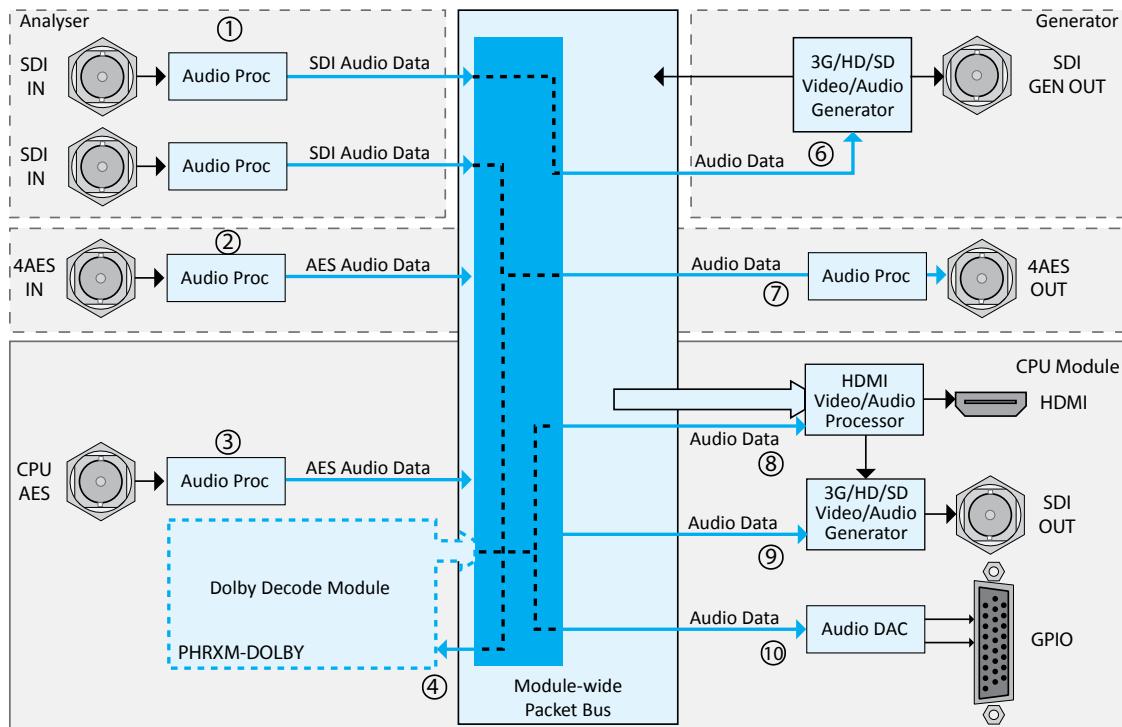 Analyser
①
Generator
SDI
IN
Audio Proc
SDI Audio Data
3G/HD/SD
Video/Audio
Generator
SDI
GEN OUT
SDI
IN
Audio Proc
SDI Audio Data
Audio Data
⑥
②
4AES
IN
Audio Proc
AES Audio Data
Audio Data
⑦
Audio Proc
4AES
OUT
CPU Module
HDMI
Video/Audio
Processor
HDMI
Audio Data
⑧
③
CPU
AES
Audio Proc
AES Audio Data
3G/HD/SD
Video/Audio
Generator
SDI
OUT
Audio Data
⑨
Dolby Decode Module
PHRXM-DOLBY
④
Audio Data
⑩
Audio DAC
GPIO
Module-wide
Packet Bus